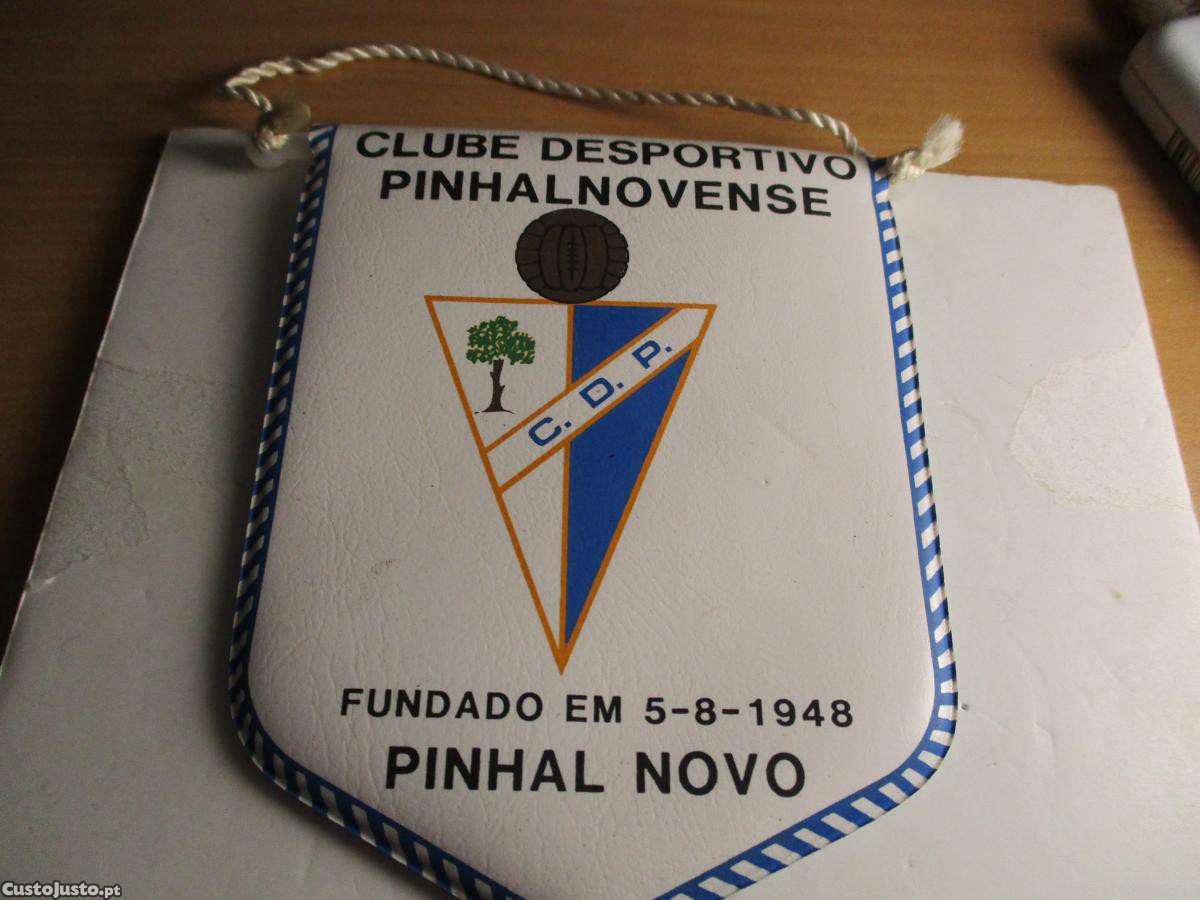 CLUBE DESPORTIVO
PINHALNOVENSE
C. D. P.
FUNDADO EM 5-8-1948
PINHAL NOVO
CustoJusto.pt